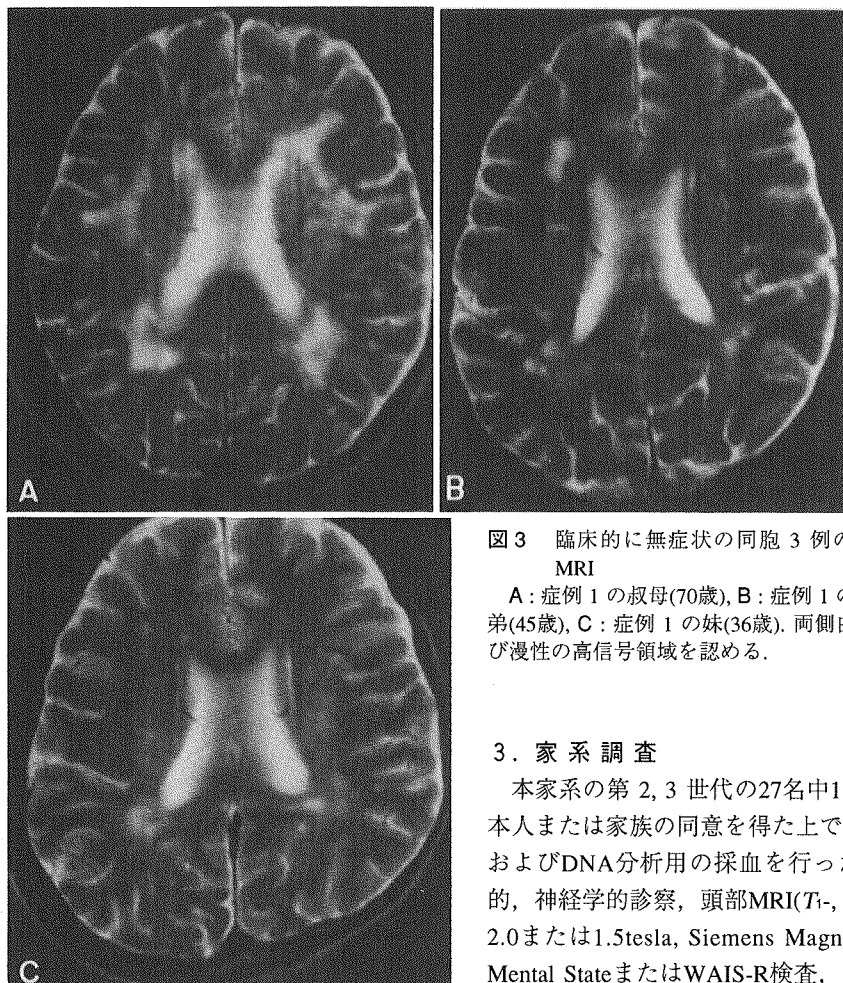 A
B
C
図3 臨床的に無症状の同胞 3 例の
MRI
A：症例 1 の叔母(70歳), B：症例 1 の
弟(45歳), C：症例 1 の妹(36歳). 両側
び漫性の高信号領域を認める.
3. 家系調査
本家系の第 2, 3 世代の27名中1
本人または家族の同意を得た上で
およびDNA分析用の採血を行っ
的，神経学的診察，頭部MRI(T₁-,
2.0または1.5tesla, Siemens Magn
Mental StateまたはWAIS-R検査，